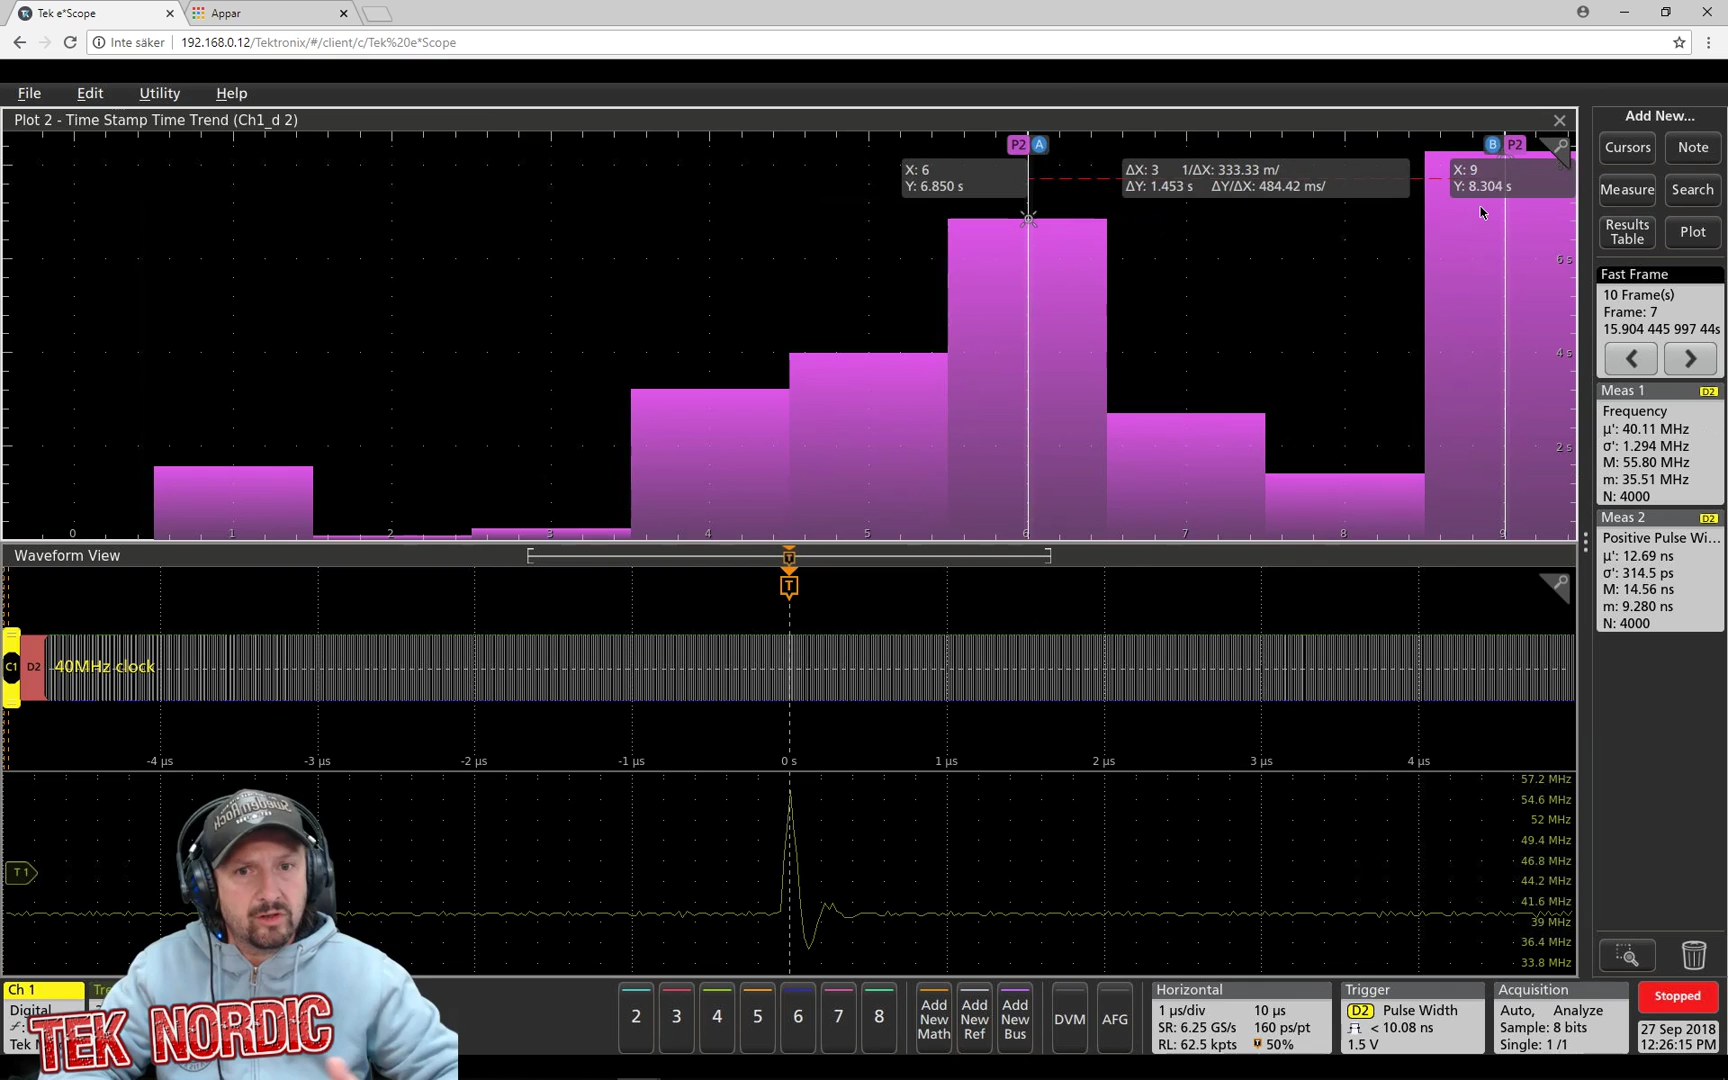 Tek e*Scope
Appar
Inte säker
192.168.0.12/Tektronix/#/client/c/Tek%20e*Scope
File Edit Utility Help
Plot 2 - Time Stamp Time Trend (Ch1_d 2)
P2 A
B P2
X: 6
Y: 6.850 s
ΔX: 3 1/ΔX: 333.33 m/
ΔY: 1.453 s ΔY/ΔX: 484.42 ms/
X: 9
Y: 8.304 s
6 s
4 s
2 s
0 1 2 3 4 5 6 7 8 9
Waveform View
T
T
C1 D2 40MHz clock
-4 µs -3 µs -2 µs -1 µs 0 s 1 µs 2 µs 3 µs 4 µs
57.2 MHz
54.6 MHz
52 MHz
49.4 MHz
46.8 MHz
44.2 MHz
41.6 MHz
39 MHz
36.4 MHz
33.8 MHz
T 1
Add New...
Cursors Note
Measure Search
Results
Table
Plot
Fast Frame
10 Frame(s)
Frame: 7
15.904 445 997 44s
Meas 1 D2
Frequency
µ': 40.11 MHz
σ': 1.294 MHz
M: 55.80 MHz
m: 35.51 MHz
N: 4000
Meas 2 D2
Positive Pulse Wi...
µ': 12.69 ns
σ': 314.5 ps
M: 14.56 ns
m: 9.280 ns
N: 4000
Ch 1
Digital
Tek
TEK NORDIC
2 3 4 5 6 7 8
Add
New
Math
Add
New
Ref
Add
New
Bus
DVM
AFG
Horizontal
1 µs/div 10 µs
SR: 6.25 GS/s 160 ps/pt
RL: 62.5 kpts 50%
Trigger
D2 Pulse Width
< 10.08 ns
1.5 V
Acquisition
Auto, Analyze
Sample: 8 bits
Single: 1 /1
Stopped
27 Sep 2018
12:26:15 PM